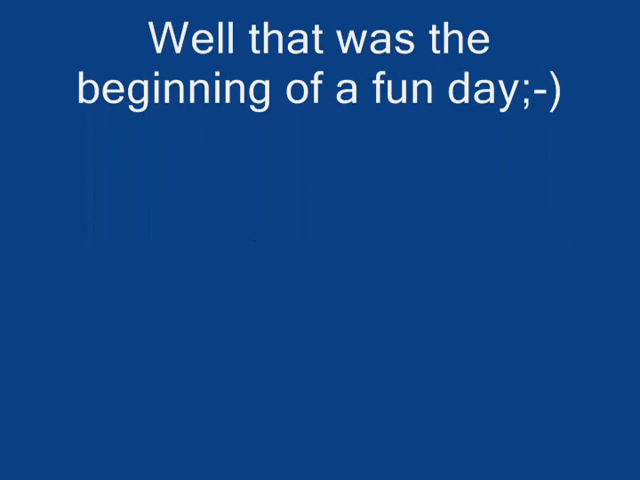 Well that was the
beginning of a fun day;-)